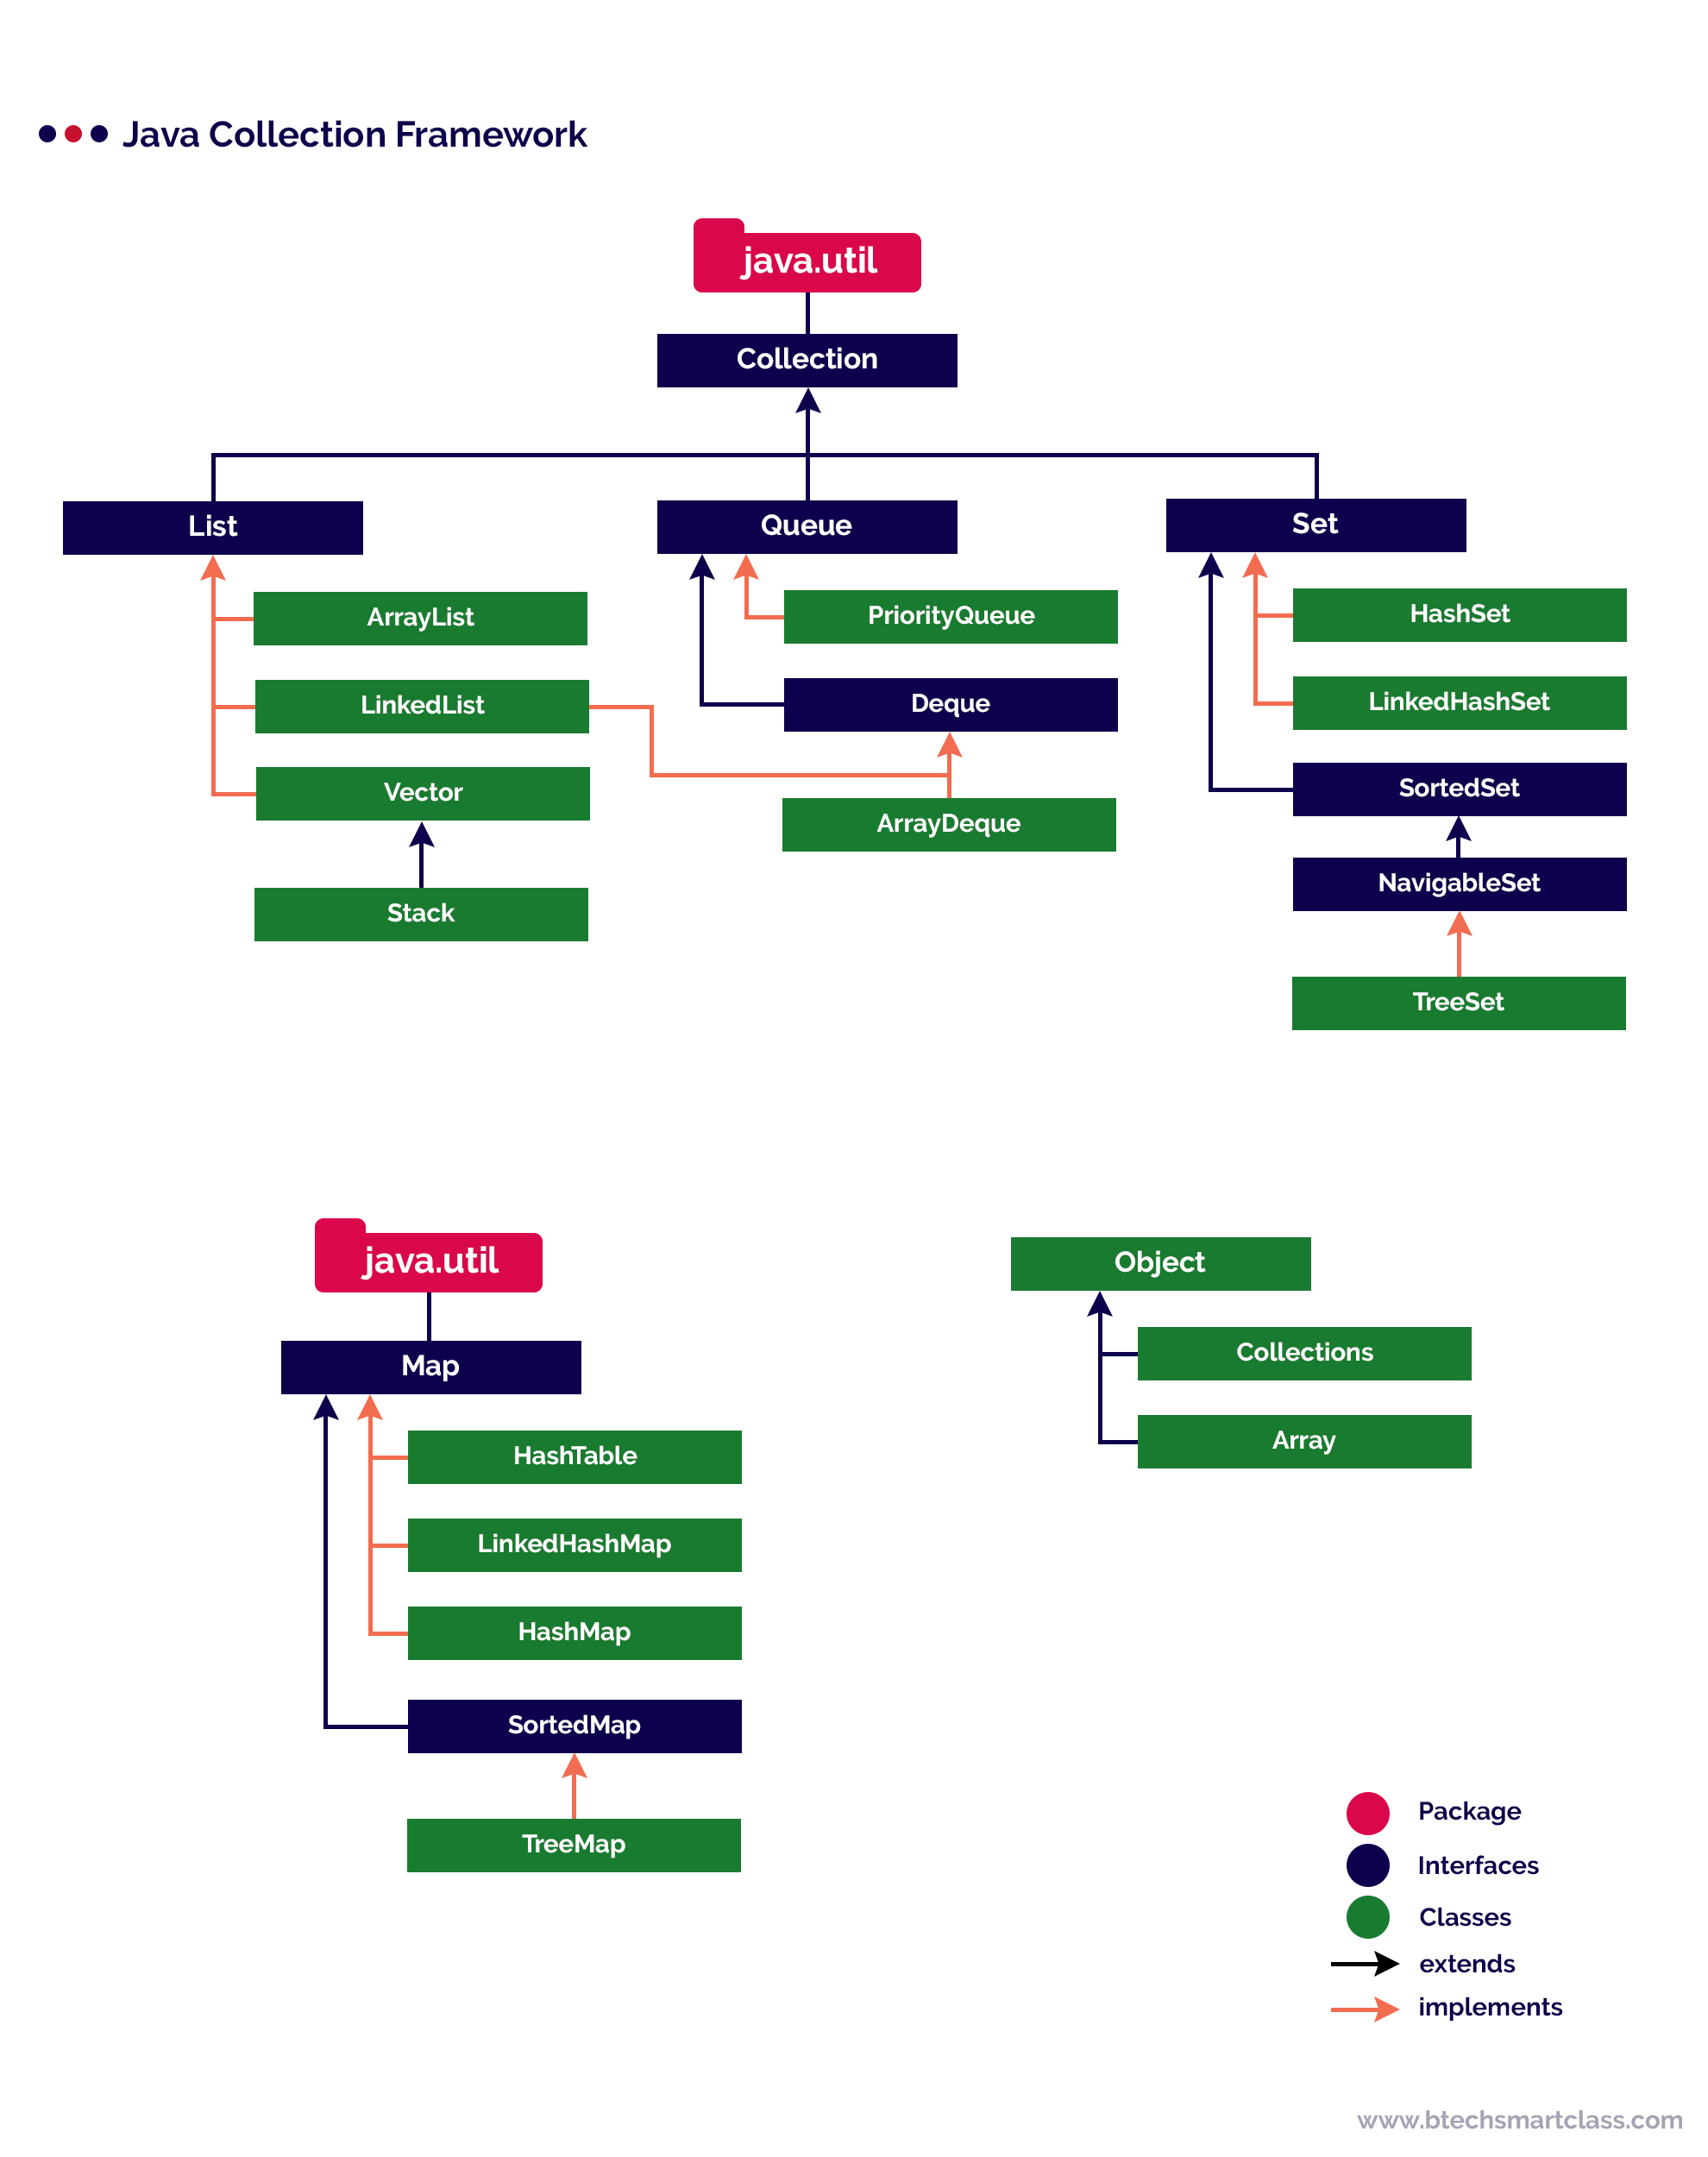 Java Collection Framework
java.util
Collection
List
Queue
Set
ArrayList
PriorityQueue
HashSet
LinkedList
Deque
LinkedHashSet
Vector
ArrayDeque
SortedSet
Stack
NavigableSet
TreeSet
java.util
Map
HashTable
LinkedHashMap
HashMap
SortedMap
TreeMap
Object
Collections
Array
Package
Interfaces
Classes
extends
implements
www.btechsmartclass.com